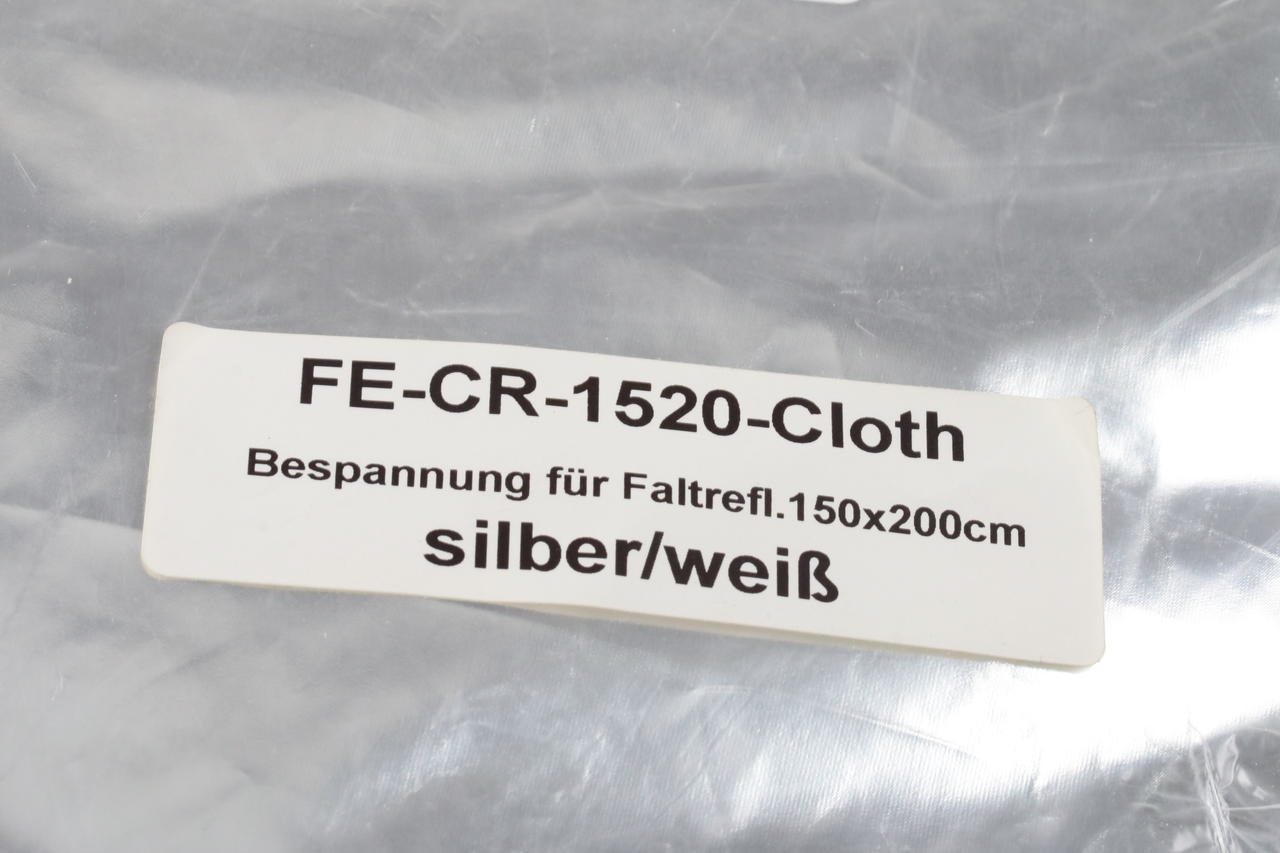 FE-CR-1520-Cloth
Bespannung für Faltrefl.150x200cm
silber/weiß